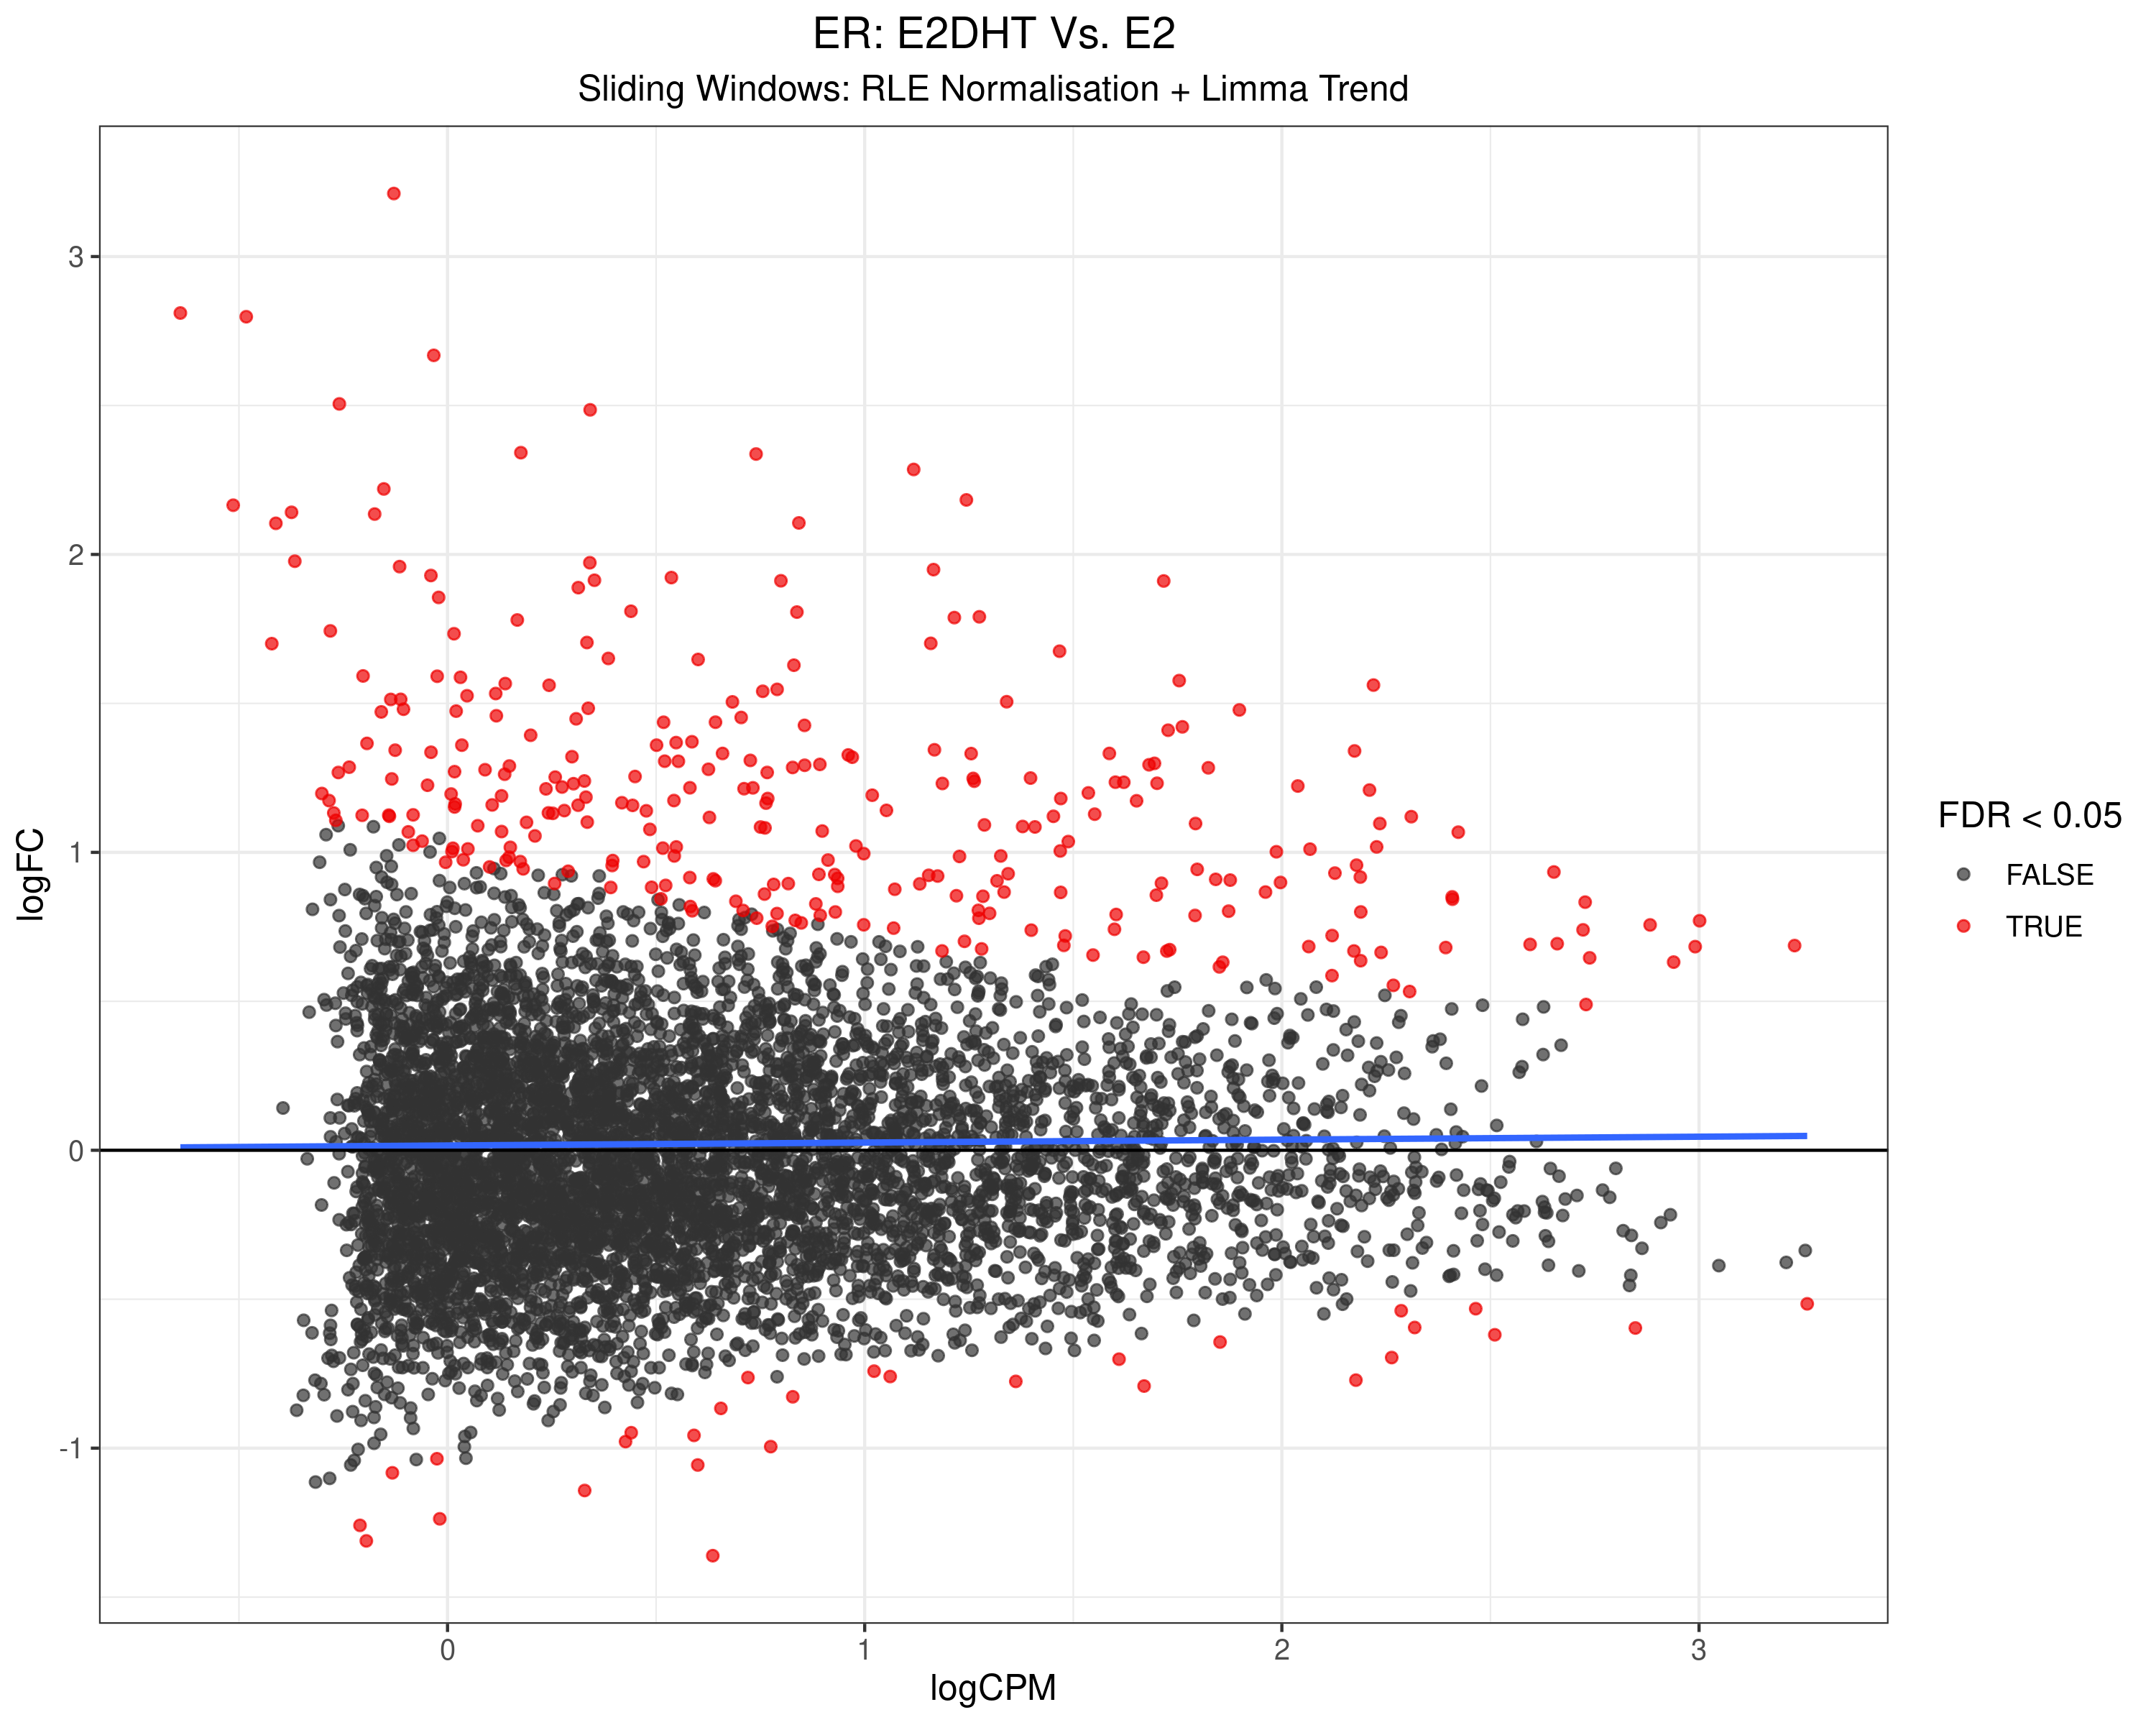 ER: E2DHT Vs. E2
Sliding Windows: RLE Normalisation + Limma Trend
3
2
1
0
-1
logFC
0
1
2
3
logCPM
FDR < 0.05
FALSE
TRUE